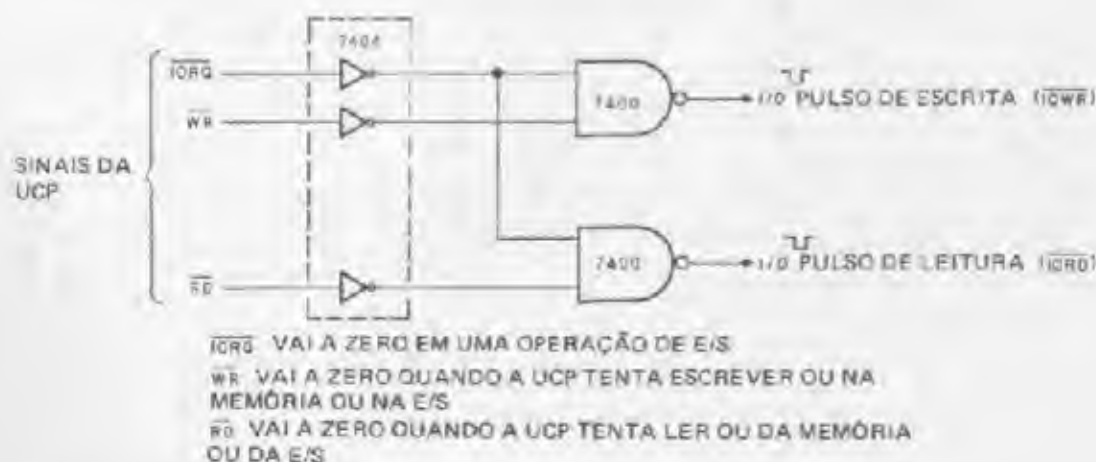 7404
IORQ
WR
7400
I/O PULSO DE ESCRITA (IOWR)
SINAIS DA
UCP
7400
I/O PULSO DE LEITURA (IORD)
RD
IORQ VAI A ZERO EM UMA OPERAÇÃO DE E/S
WR VAI A ZERO QUANDO A UCP TENTA ESCREVER OU NA
MEMÓRIA OU NA E/S
RD VAI A ZERO QUANDO A UCP TENTA LER OU DA MEMÓRIA
OU DA E/S